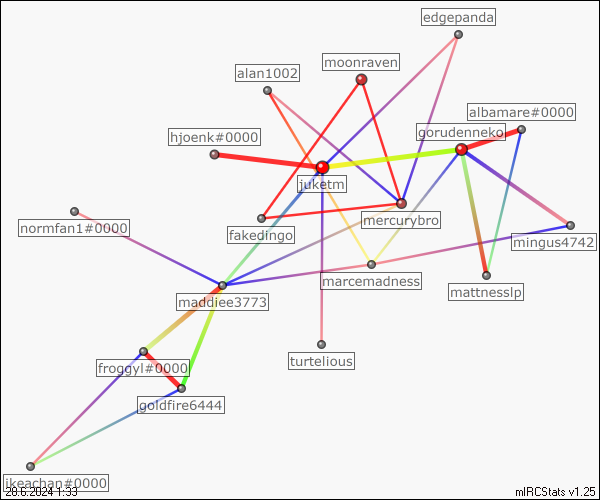 edgepanda
moonraven
alan1002
albamare#0000
gorudenneko
hjoenk#0000
juketm
mercurybro
normfan1#0000
fakedingo
mingus4742
marcemadness
mattnesslp
maddiee3773
turtelious
froggyl#0000
goldfire6444
ikeachan#0000
28.6.2024 1:33
mIRCStats v1.25